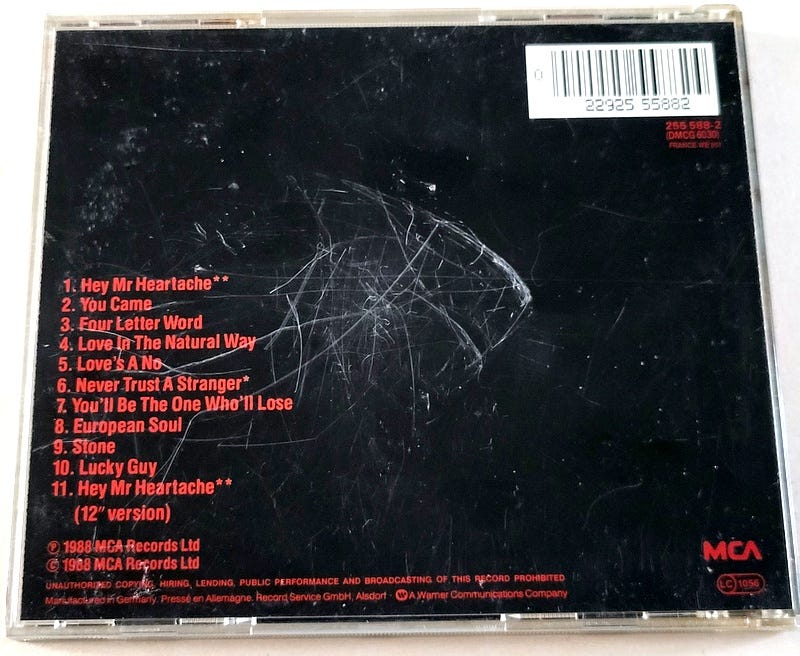 0
22925 55882
255 588-2
(DMCG 6030)
FRANCE: WE 851
1. Hey Mr Heartache**
2. You Came
3. Four Letter Word
4. Love In The Natural Way
5. Love's A No
6. Never Trust A Stranger*
7. You'll Be The One Who'll Lose
8. European Soul
9. Stone
10. Lucky Guy
11. Hey Mr Heartache**
(12" version)
℗ 1988 MCA Records Ltd
© 1988 MCA Records Ltd
MCA
UNAUTHORIZED COPYING, HIRING, LENDING, PUBLIC PERFORMANCE AND BROADCASTING OF THIS RECORD PROHIBITED
LC 1056
Manufactured in Germany. Pressé en Allemagne. Record Service GmbH, Alsdorf · W A Warner Communications Company